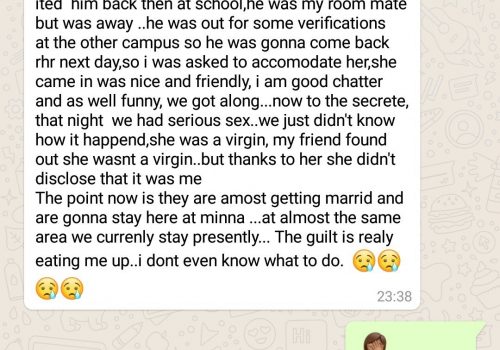 ited him back then at school,he was my room mate
but was away ..he was out for some verifications
at the other campus so he was gonna come back
rhr next day,so i was asked to accomodate her,she
came in was nice and friendly, i am good chatter
and as well funny, we got along...now to the secrete,
that night we had serious sex..we just didn't know
how it happend,she was a virgin, my friend found
out she wasnt a virgin..but thanks to her she didn't
disclose that it was me
The point now is they are amost getting marrid and
are gonna stay here at minna ...at almost the same
area we currenly stay presently... The guilt is realy
eating me up..i dont even know what to do. 😢😢
😢😢
23:38